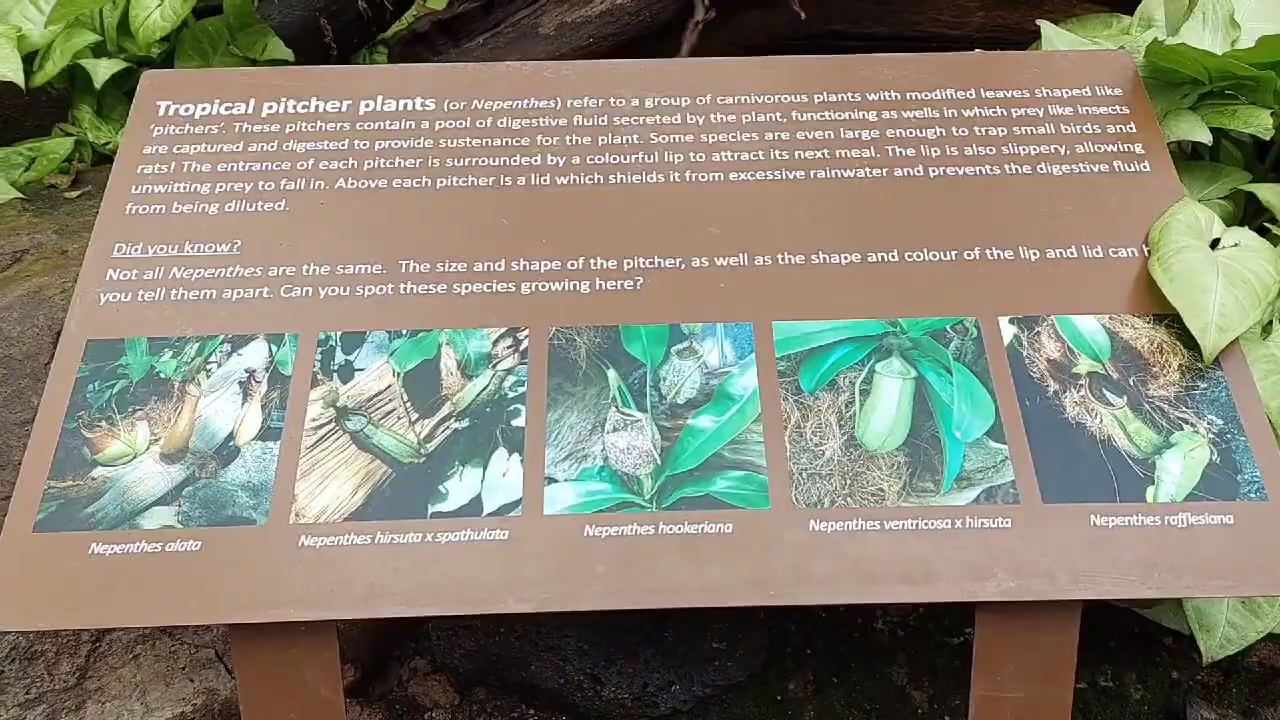 Tropical pitcher plants (or Nepenthes) refer to a group of carnivorous plants with modified leaves shaped like
'pitchers'. These pitchers contain a pool of digestive fluid secreted by the plant, functioning as wells in which prey like insects
are captured and digested to provide sustenance for the plant. Some species are even large enough to trap small birds and
rats! The entrance of each pitcher is surrounded by a colourful lip to attract its next meal. The lip is also slippery, allowing
unwitting prey to fall in. Above each pitcher is a lid which shields it from excessive rainwater and prevents the digestive fluid
from being diluted.
Did you know?
Not all Nepenthes are the same. The size and shape of the pitcher, as well as the shape and colour of the lip and lid can
you tell them apart. Can you spot these species growing here?
Nepenthes alata
Nepenthes hirsuta x spathulata
Nepenthes hookeriana
Nepenthes ventricosa x hirsuta
Nepenthes rafflesiana